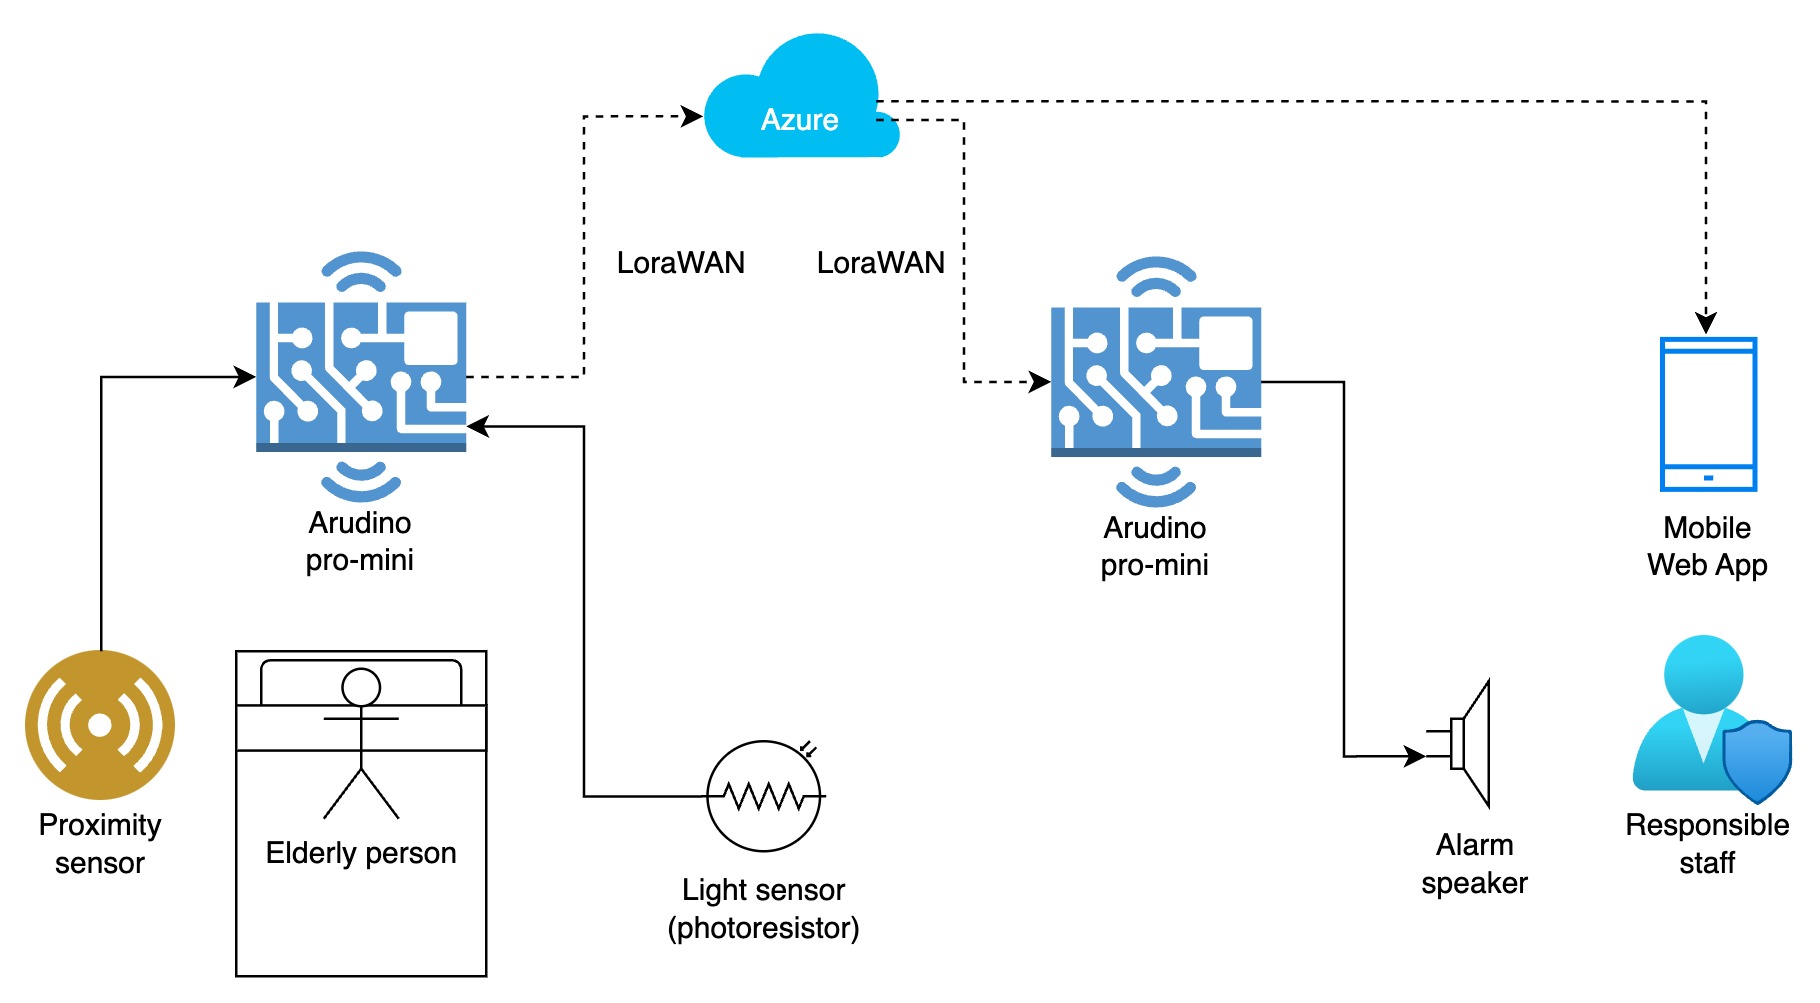 Azure
LoraWAN
LoraWAN
Arudino
pro-mini
Arudino
pro-mini
Mobile
Web App
Proximity
sensor
Elderly person
Light sensor
(photoresistor)
Alarm
speaker
Responsible
staff